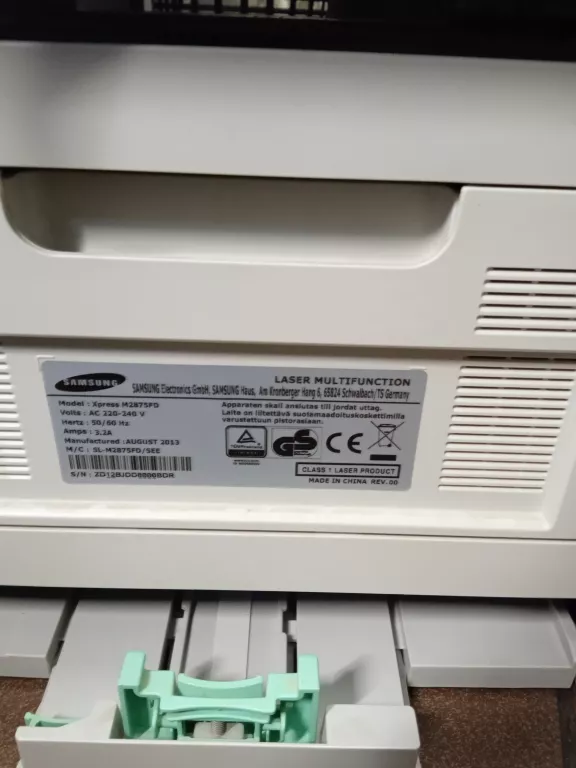 SAMSUNG
LASER MULTIFUNCTION
SAMSUNG Electronics GmbH, SAMSUNG Haus, Am Kronberger Hang 6, 65824 Schwalbach/TS Germany
Model : Xpress M2875FD
Volts : AC 220-240 V
Hertz : 50/60 Hz
Amps : 3.2A
Manufactured :AUGUST 2013
M/C : SL-M2875FD/SEE
S/N :
Apparaten skall anslutas till jordat uttag.
Laite on liitettävä suojamaadoituskoskettimilla
varustettuun pistorasiaan.
GS
CE
CLASS 1 LASER PRODUCT
MADE IN CHINA REV.00